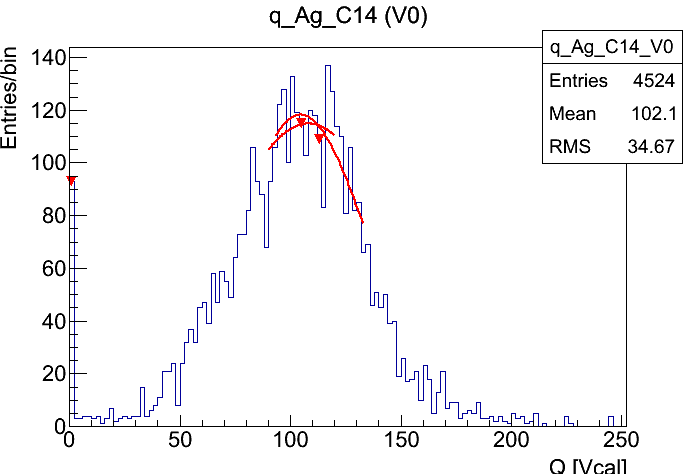 q_Ag_C14 (V0)
Entries/bin
q_Ag_C14_V0
Entries 4524
Mean 102.1
RMS 34.67
140
120
100
80
60
40
20
0
0 50 100 150 200 250
Q [Vcal]